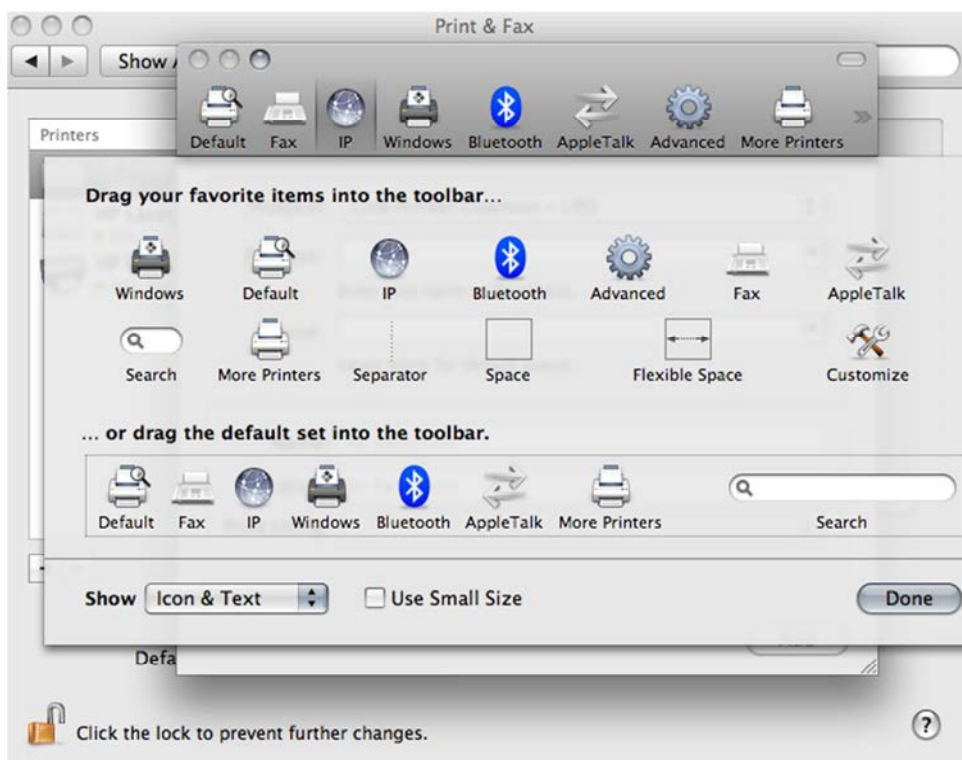 Print & Fax
Show
Default Fax IP Windows Bluetooth AppleTalk Advanced More Printers
Printers
Drag your favorite items into the toolbar...
Windows Default IP Bluetooth Advanced Fax AppleTalk
Search More Printers Separator Space Flexible Space Customize
... or drag the default set into the toolbar.
Default Fax IP Windows Bluetooth AppleTalk More Printers Search
Show Icon & Text Use Small Size Done
Defa
Click the lock to prevent further changes.
?